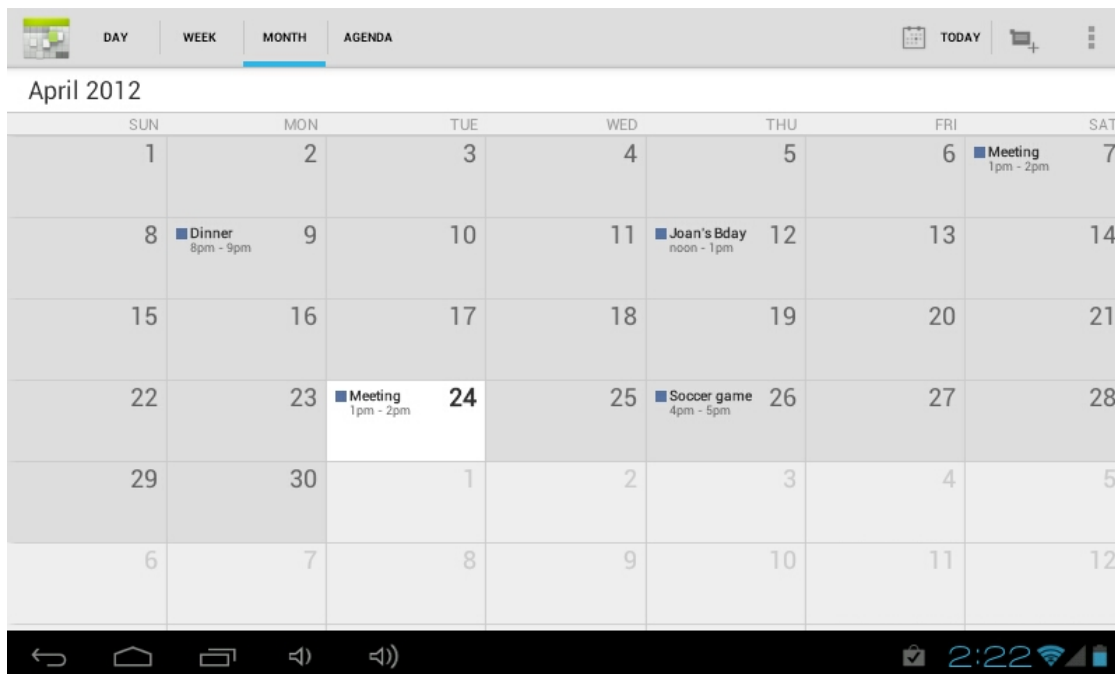 DAY WEEK MONTH AGENDA TODAY
April 2012
SUN MON TUE WED THU FRI SAT
1 2 3 4 5 6 Meeting 7
1pm - 2pm
8 Dinner 9 10 11 Joan's Bday 12 13 14
8pm - 9pm noon - 1pm
15 16 17 18 19 20 21
22 23 Meeting 24 25 Soccer game 26 27 28
1pm - 2pm 4pm - 5pm
29 30 1 2 3 4 5
6 7 8 9 10 11 12
2:22